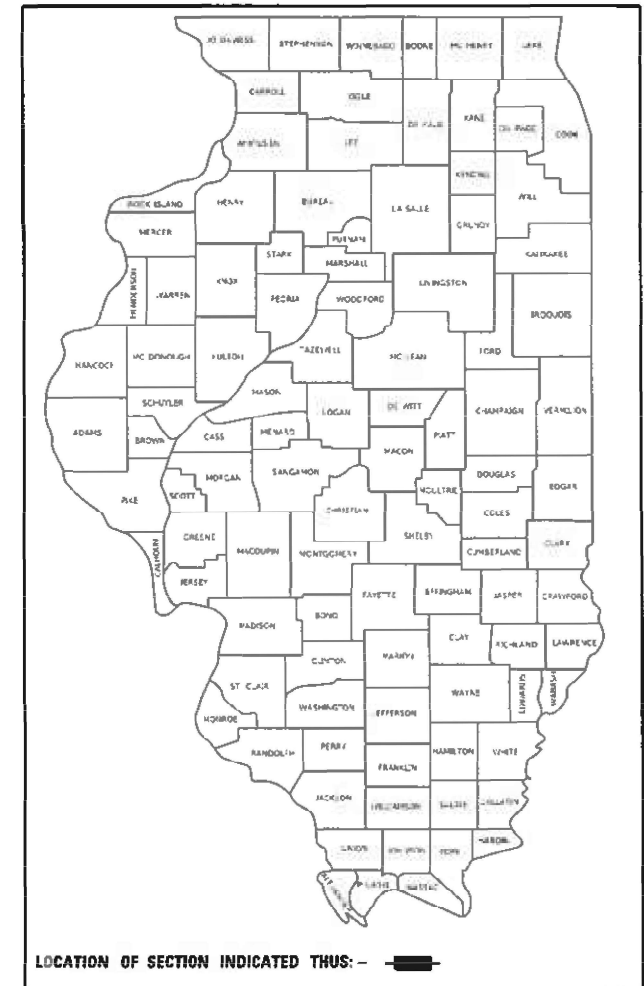 JO DAVIESS STEPHENSON WINNEBAGO BOONE MC HENRY LAKE
CARROLL OGLE DE KALB KANE DU PAGE COOK
WHITESIDE LEE KENDALL WILL
ROCK ISLAND HENRY BUREAU LA SALLE GRUNDY
MERCER PUTNAM KANKAKEE
STARK MARSHALL
HENDERSON WARREN KNOX PEORIA WOODFORD LIVINGSTON IROQUOIS
HANCOCK MC DONOUGH FULTON TAZEWELL MC LEAN FORD
MASON
SCHUYLER LOGAN DE WITT CHAMPAIGN VERMILION
ADAMS BROWN CASS MENARD MACON PIATT
PIKE SCOTT MORGAN SANGAMON MOULTRIE DOUGLAS EDGAR
CHRISTIAN COLES
CALHOUN GREENE MACOUPIN MONTGOMERY SHELBY CUMBERLAND CLARK
JERSEY FAYETTE EFFINGHAM JASPER CRAWFORD
MADISON BOND CLAY RICHLAND LAWRENCE
CLINTON MARION
ST. CLAIR WASHINGTON JEFFERSON WAYNE EDWARDS WABASH
MONROE
RANDOLPH PERRY FRANKLIN HAMILTON WHITE
JACKSON WILLIAMSON SALINE GALLATIN
UNION JOHNSON POPE HARDIN
PULASKI MASSAC
LOCATION OF SECTION INDICATED THUS: -